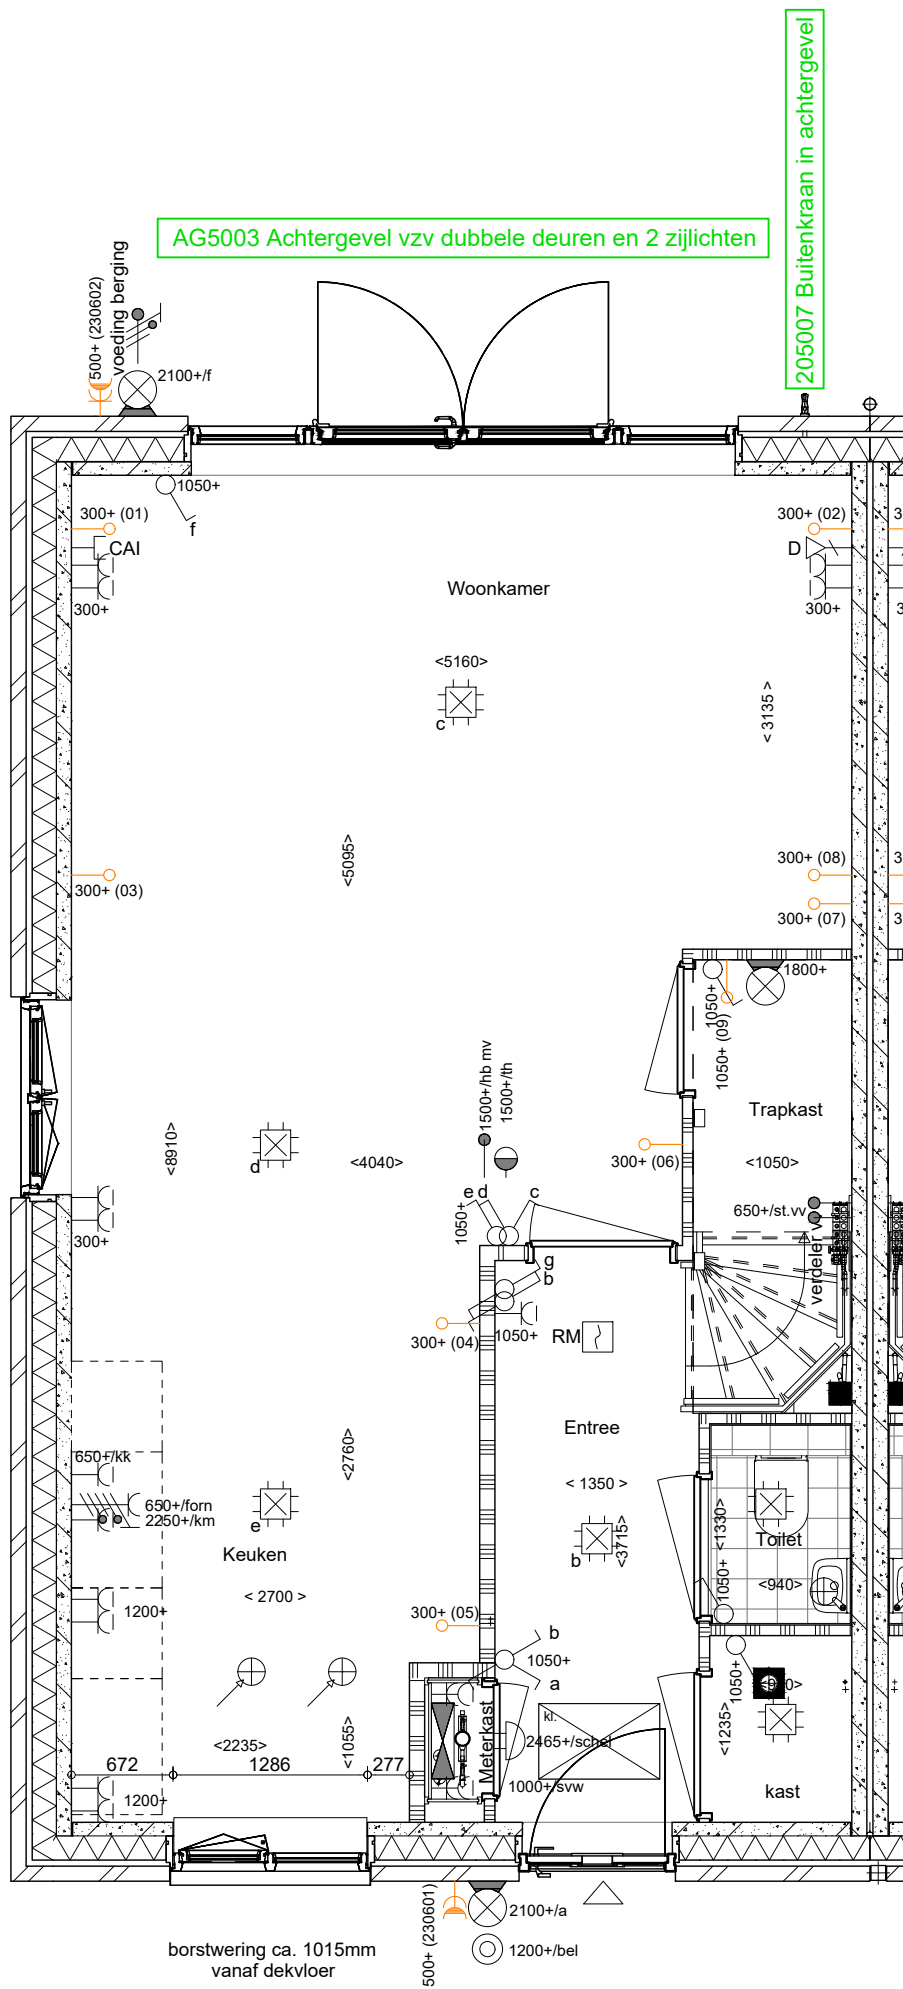 205007 Buitenkraan in achtergevel
AG5003 Achtergevel vzv dubbele deuren en 2 zijlichten
500+ (230602)
voeding berging
2100+/f
1050+
f
300+ (01)
CAI
300+
300+ (02)
D
300+
3
3
Woonkamer
<5160>
c
< 3135 >
<5095>
300+ (03)
300+ (08)
3
300+ (07)
3
1800+
1050+
1050+ (09)
1500+/hb mv
1500+/th
Trapkast
300+ (06)
<1050>
<8910>
d
<4040>
e d
c
1050+
650+/st.vv
verdeler v
300+
g
b
300+ (04)
1050+
RM
Entree
650+/kk
<2760>
< 1350 >
650+/forn
2250+/km
e
Keuken
b
<3715>
<1330>
Toilet
<940>
1050+
< 2700 >
1200+
300+ (05)
b
1050+
a
1050+
<1235>
kl.
2465+/schel
Meterkast
<2235>
<1055>
672
1286
277
1000+/svw
kast
1200+
500+ (230601)
2100+/a
1200+/bel
borstwering ca. 1015mm
vanaf dekvloer